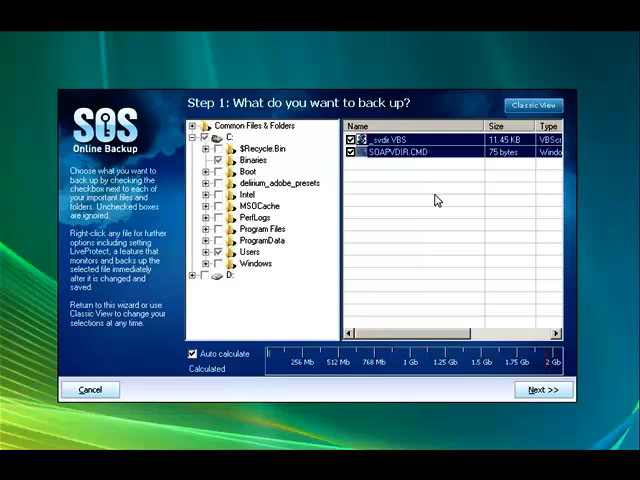 Step 1: What do you want to back up?
Classic View
SOS
Online Backup
Choose what you want to
back up by checking the
checkbox next to each of
your important files and
folders. Unchecked boxes
are ignored.
Right-click any file for further
options including setting
LiveProtect, a feature that
monitors and backs up the
selected file immediately
after it is changed and
saved.
Return to this wizard or use
Classic View to change your
selections at any time.
Common Files & Folders
C:
$Recycle.Bin
Binaries
Boot
delirium_adobe_presets
Intel
MSOCache
PerfLogs
Program Files
ProgramData
Users
Windows
D:
Name Size Type
_svdir.VBS 11.45 KB VBScr
SOAPVDIR.CMD 75 bytes Windo
Auto calculate
Calculated
256 Mb 512 Mb 768 Mb 1 Gb 1.25 Gb 1.5 Gb 1.75 Gb 2 Gb
Cancel
Next >>